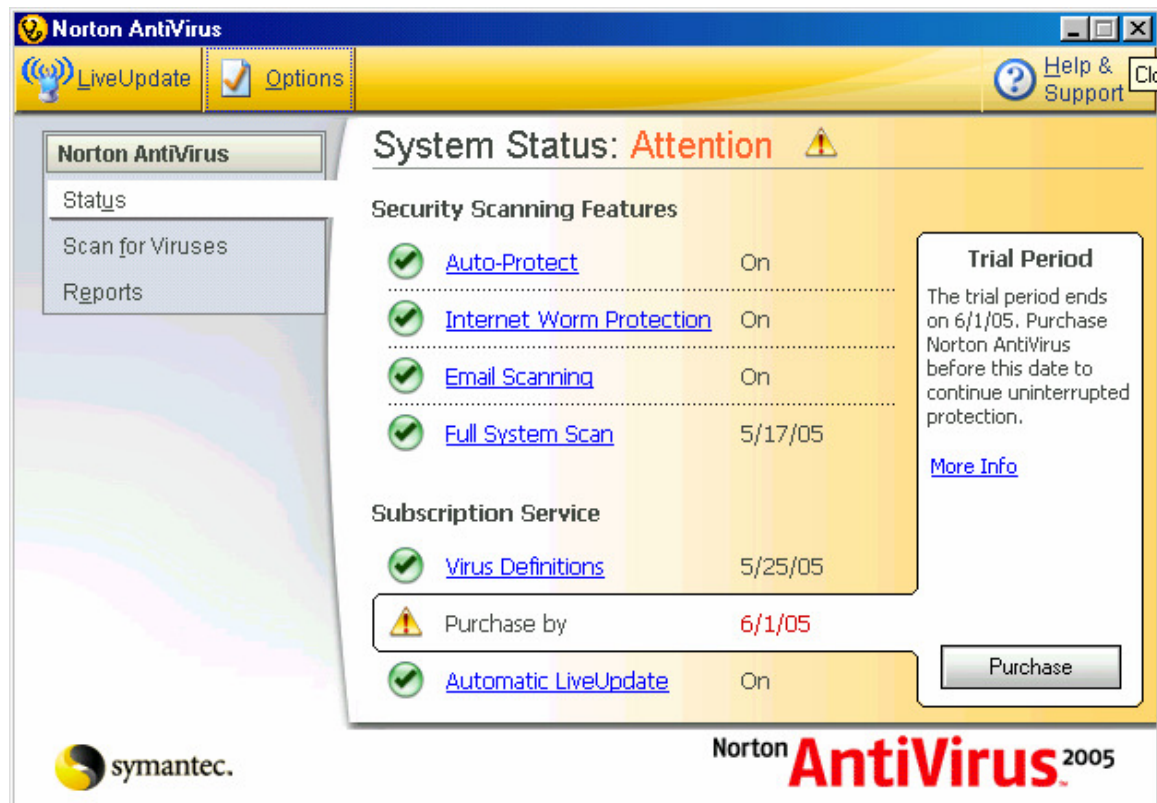 Norton AntiVirus
LiveUpdate
Options
Help &
Support
Norton AntiVirus
Status
Scan for Viruses
Reports
System Status: Attention
Security Scanning Features
Auto-Protect On
Internet Worm Protection On
Email Scanning On
Full System Scan 5/17/05
Subscription Service
Virus Definitions 5/25/05
Purchase by 6/1/05
Automatic LiveUpdate On
Trial Period
The trial period ends
on 6/1/05. Purchase
Norton AntiVirus
before this date to
continue uninterrupted
protection.
More Info
Purchase
symantec.
Norton AntiVirus 2005